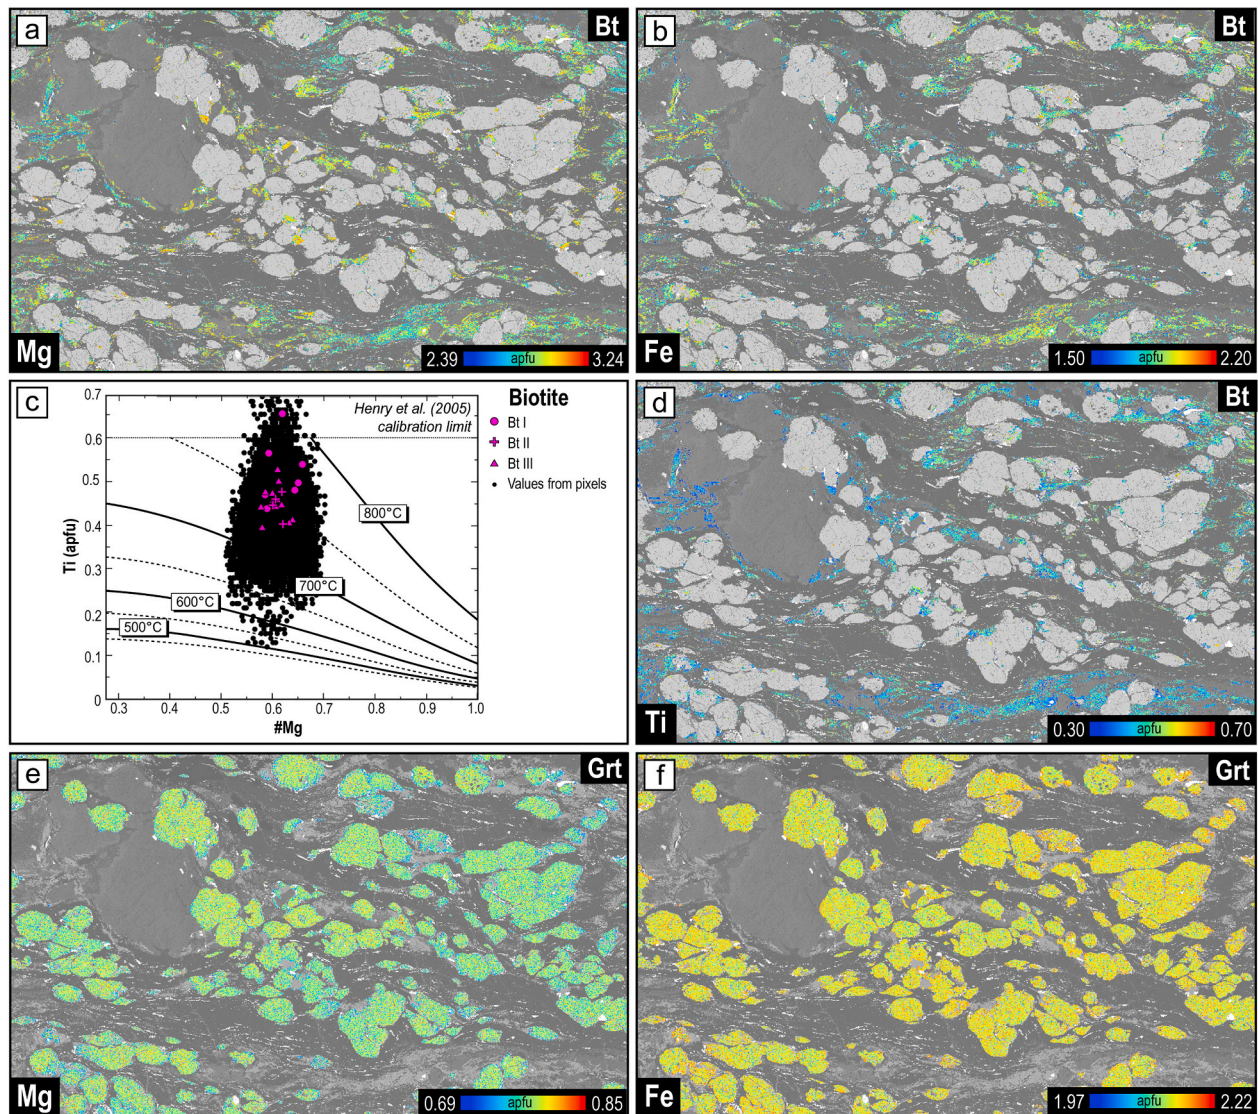 a
Bt
Mg
2.39 apfu 3.24
b
Bt
Fe
1.50 apfu 2.20
c
0.7
0.6
0.5
0.4
0.3
0.2
0.1
0
Ti (apfu)
Henry et al. (2005)
calibration limit
800°C
700°C
600°C
500°C
0.3 0.4 0.5 0.6 0.7 0.8 0.9 1.0
#Mg
Biotite
Bt I
Bt II
Bt III
Values from pixels
d
Bt
Ti
0.30 apfu 0.70
e
Grt
Mg
0.69 apfu 0.85
f
Grt
Fe
1.97 apfu 2.22